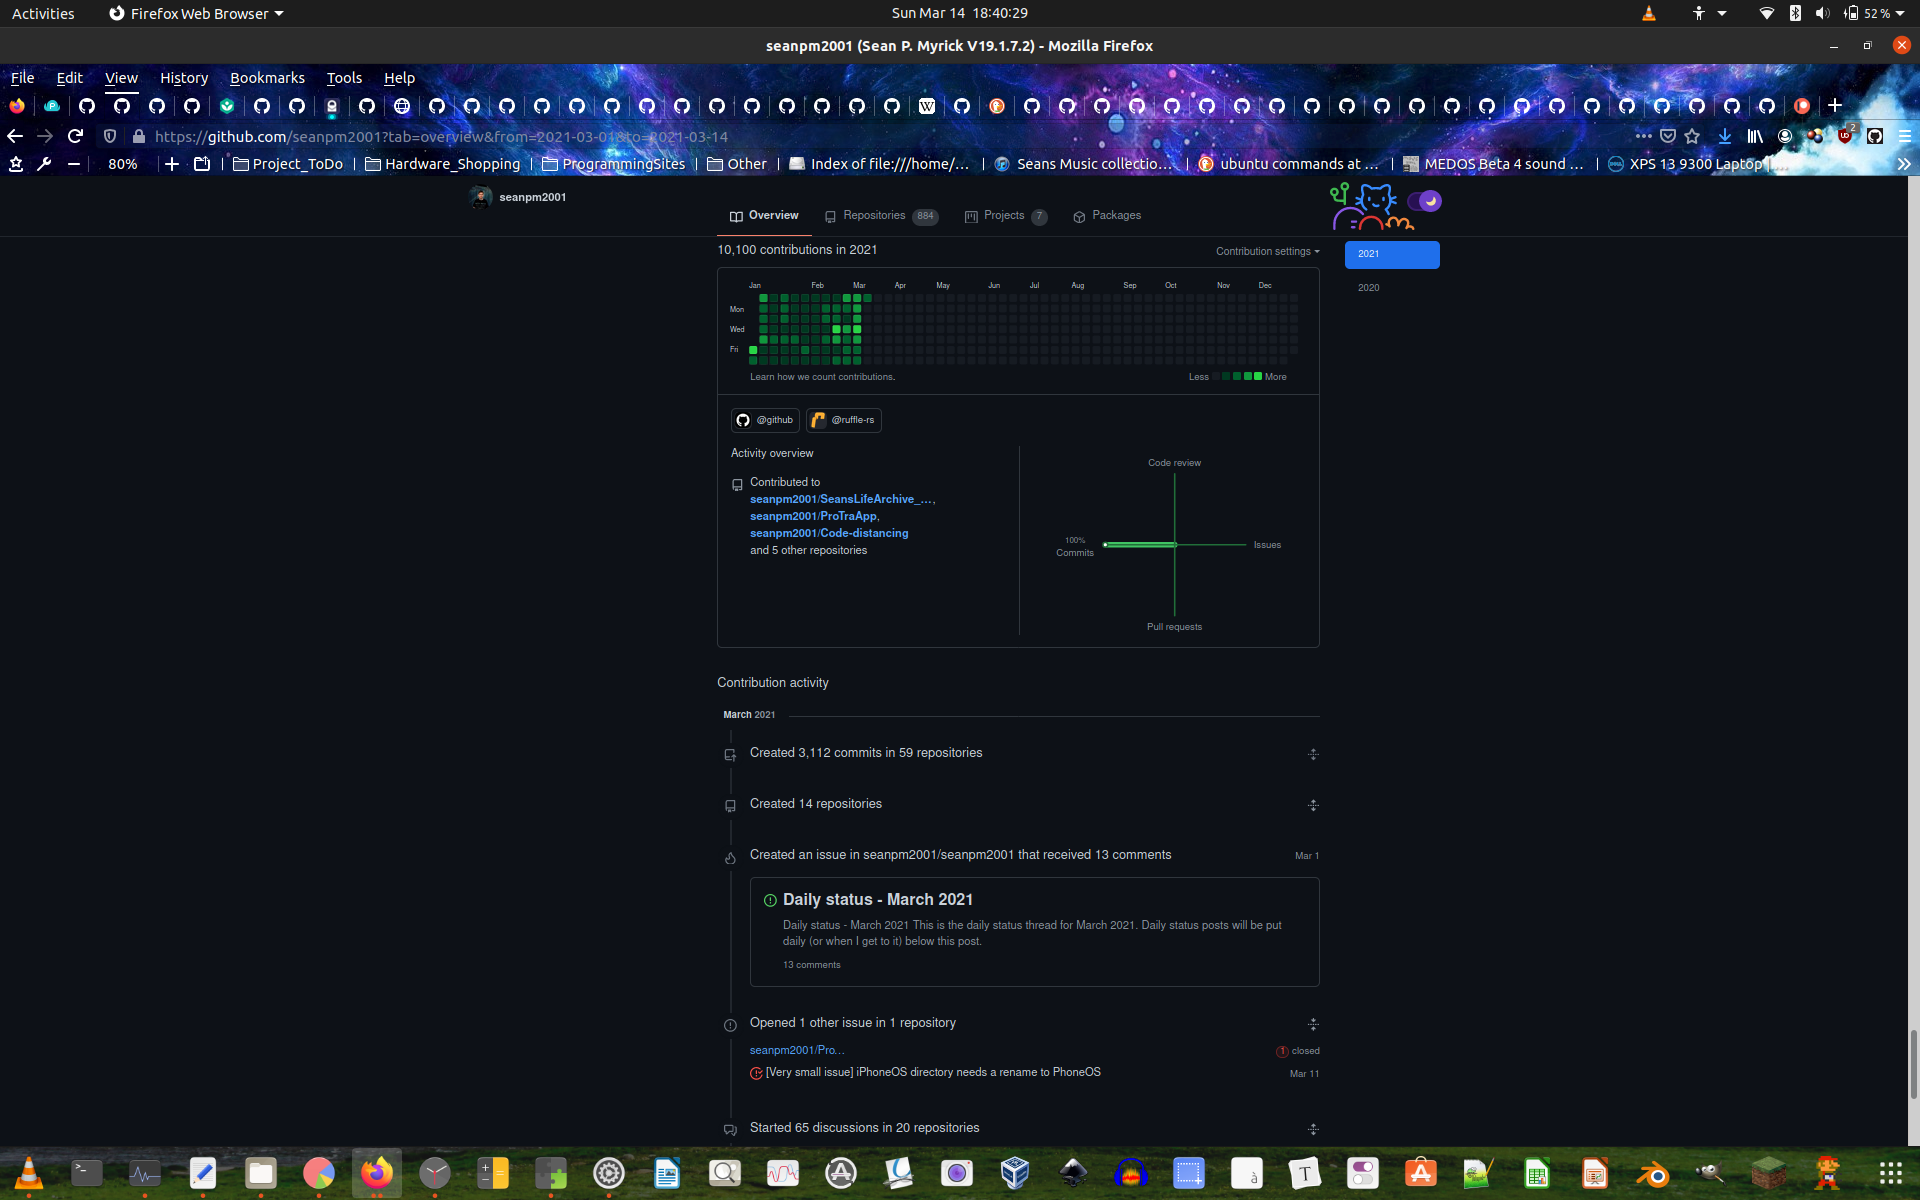 Activities
Firefox Web Browser
Sun Mar 14 18:40:29
52 %
seanpm2001 (Sean P. Myrick V19.1.7.2) - Mozilla Firefox
File Edit View History Bookmarks Tools Help
https://github.com/seanpm2001?tab=overview&from=2021-03-01&to=2021-03-14
2
80%
Project_ToDo
Hardware_Shopping
ProgrammingSites
Other
Index of file:///home/...
Seans Music collectio...
ubuntu commands at ...
MEDOS Beta 4 sound ...
XPS 13 9300 Laptop
seanpm2001
Overview
Repositories 884
Projects 7
Packages
10,100 contributions in 2021
Contribution settings
2021
2020
Jan Feb Mar Apr May Jun Jul Aug Sep Oct Nov Dec
Mon
Wed
Fri
Learn how we count contributions.
Less More
@github
@ruffle-rs
Activity overview
Contributed to
seanpm2001/SeansLifeArchive_...,
seanpm2001/ProTraApp,
seanpm2001/Code-distancing
and 5 other repositories
Code review
100%
Commits
Issues
Pull requests
Contribution activity
March 2021
Created 3,112 commits in 59 repositories
Created 14 repositories
Created an issue in seanpm2001/seanpm2001 that received 13 comments
Mar 1
Daily status - March 2021
Daily status - March 2021 This is the daily status thread for March 2021. Daily status posts will be put
daily (or when I get to it) below this post.
13 comments
Opened 1 other issue in 1 repository
seanpm2001/Pro...
1 closed
[Very small issue] iPhoneOS directory needs a rename to PhoneOS
Mar 11
Started 65 discussions in 20 repositories